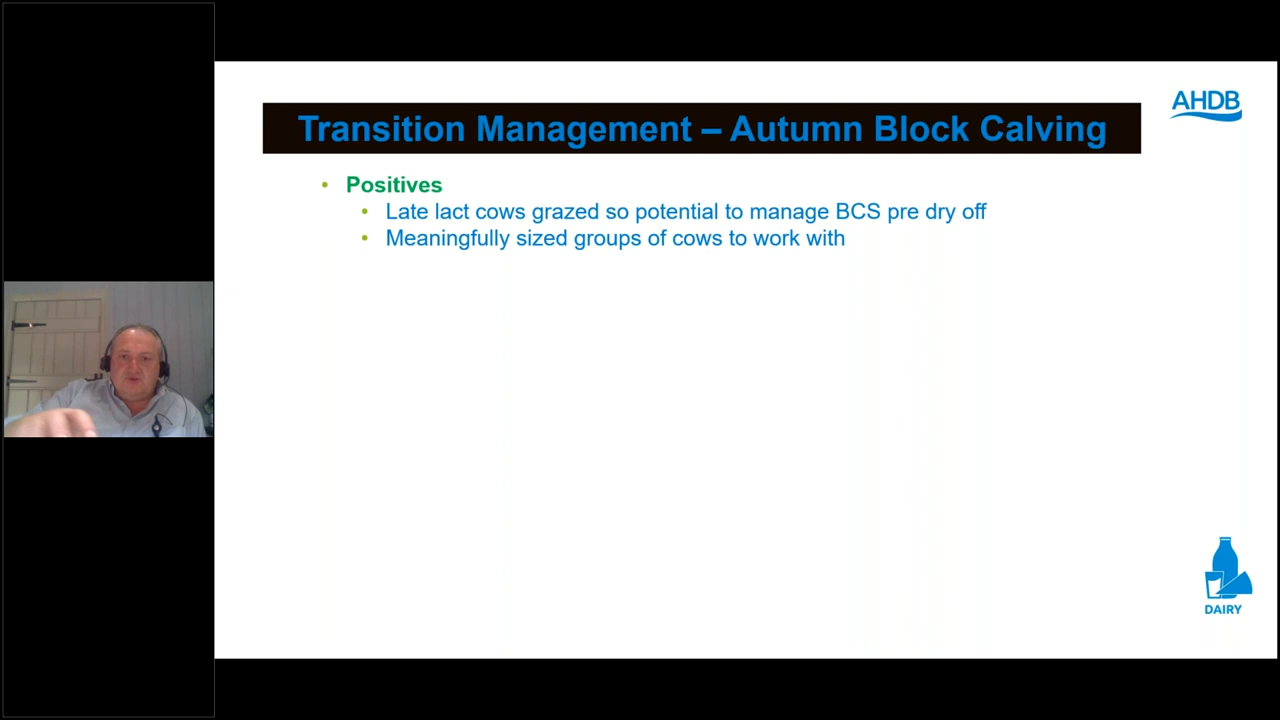 AHDB
Transition Management – Autumn Block Calving
• Positives
• Late lact cows grazed so potential to manage BCS pre dry off
• Meaningfully sized groups of cows to work with
DAIRY